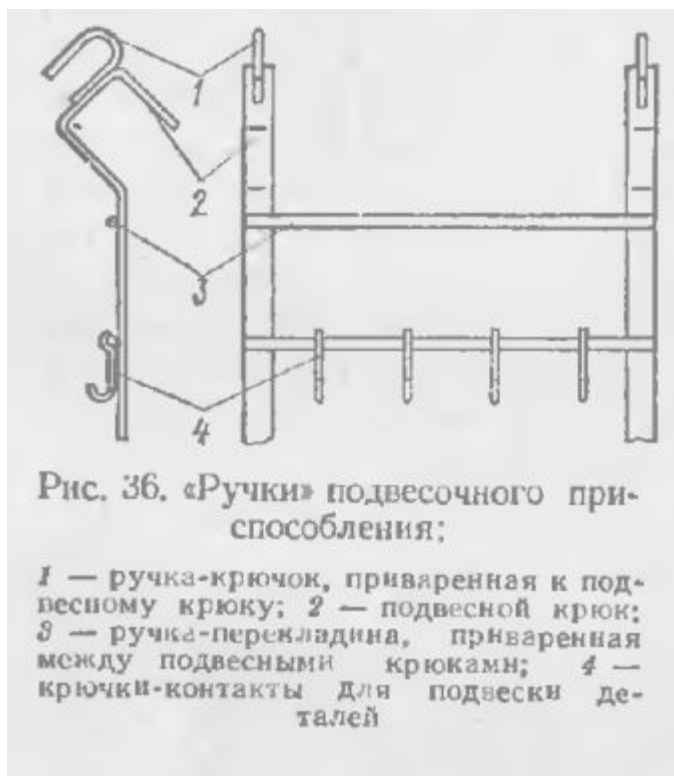 1
2
3
4
Рис. 36. «Ручки» подвесочного при-
способления:
1 — ручка-крючок, приваренная к под-
весному крюку; 2 — подвесной крюк;
3 — ручка-перекладина, приваренная
между подвесными крюками; 4 —
крючки-контакты для подвески де-
талей